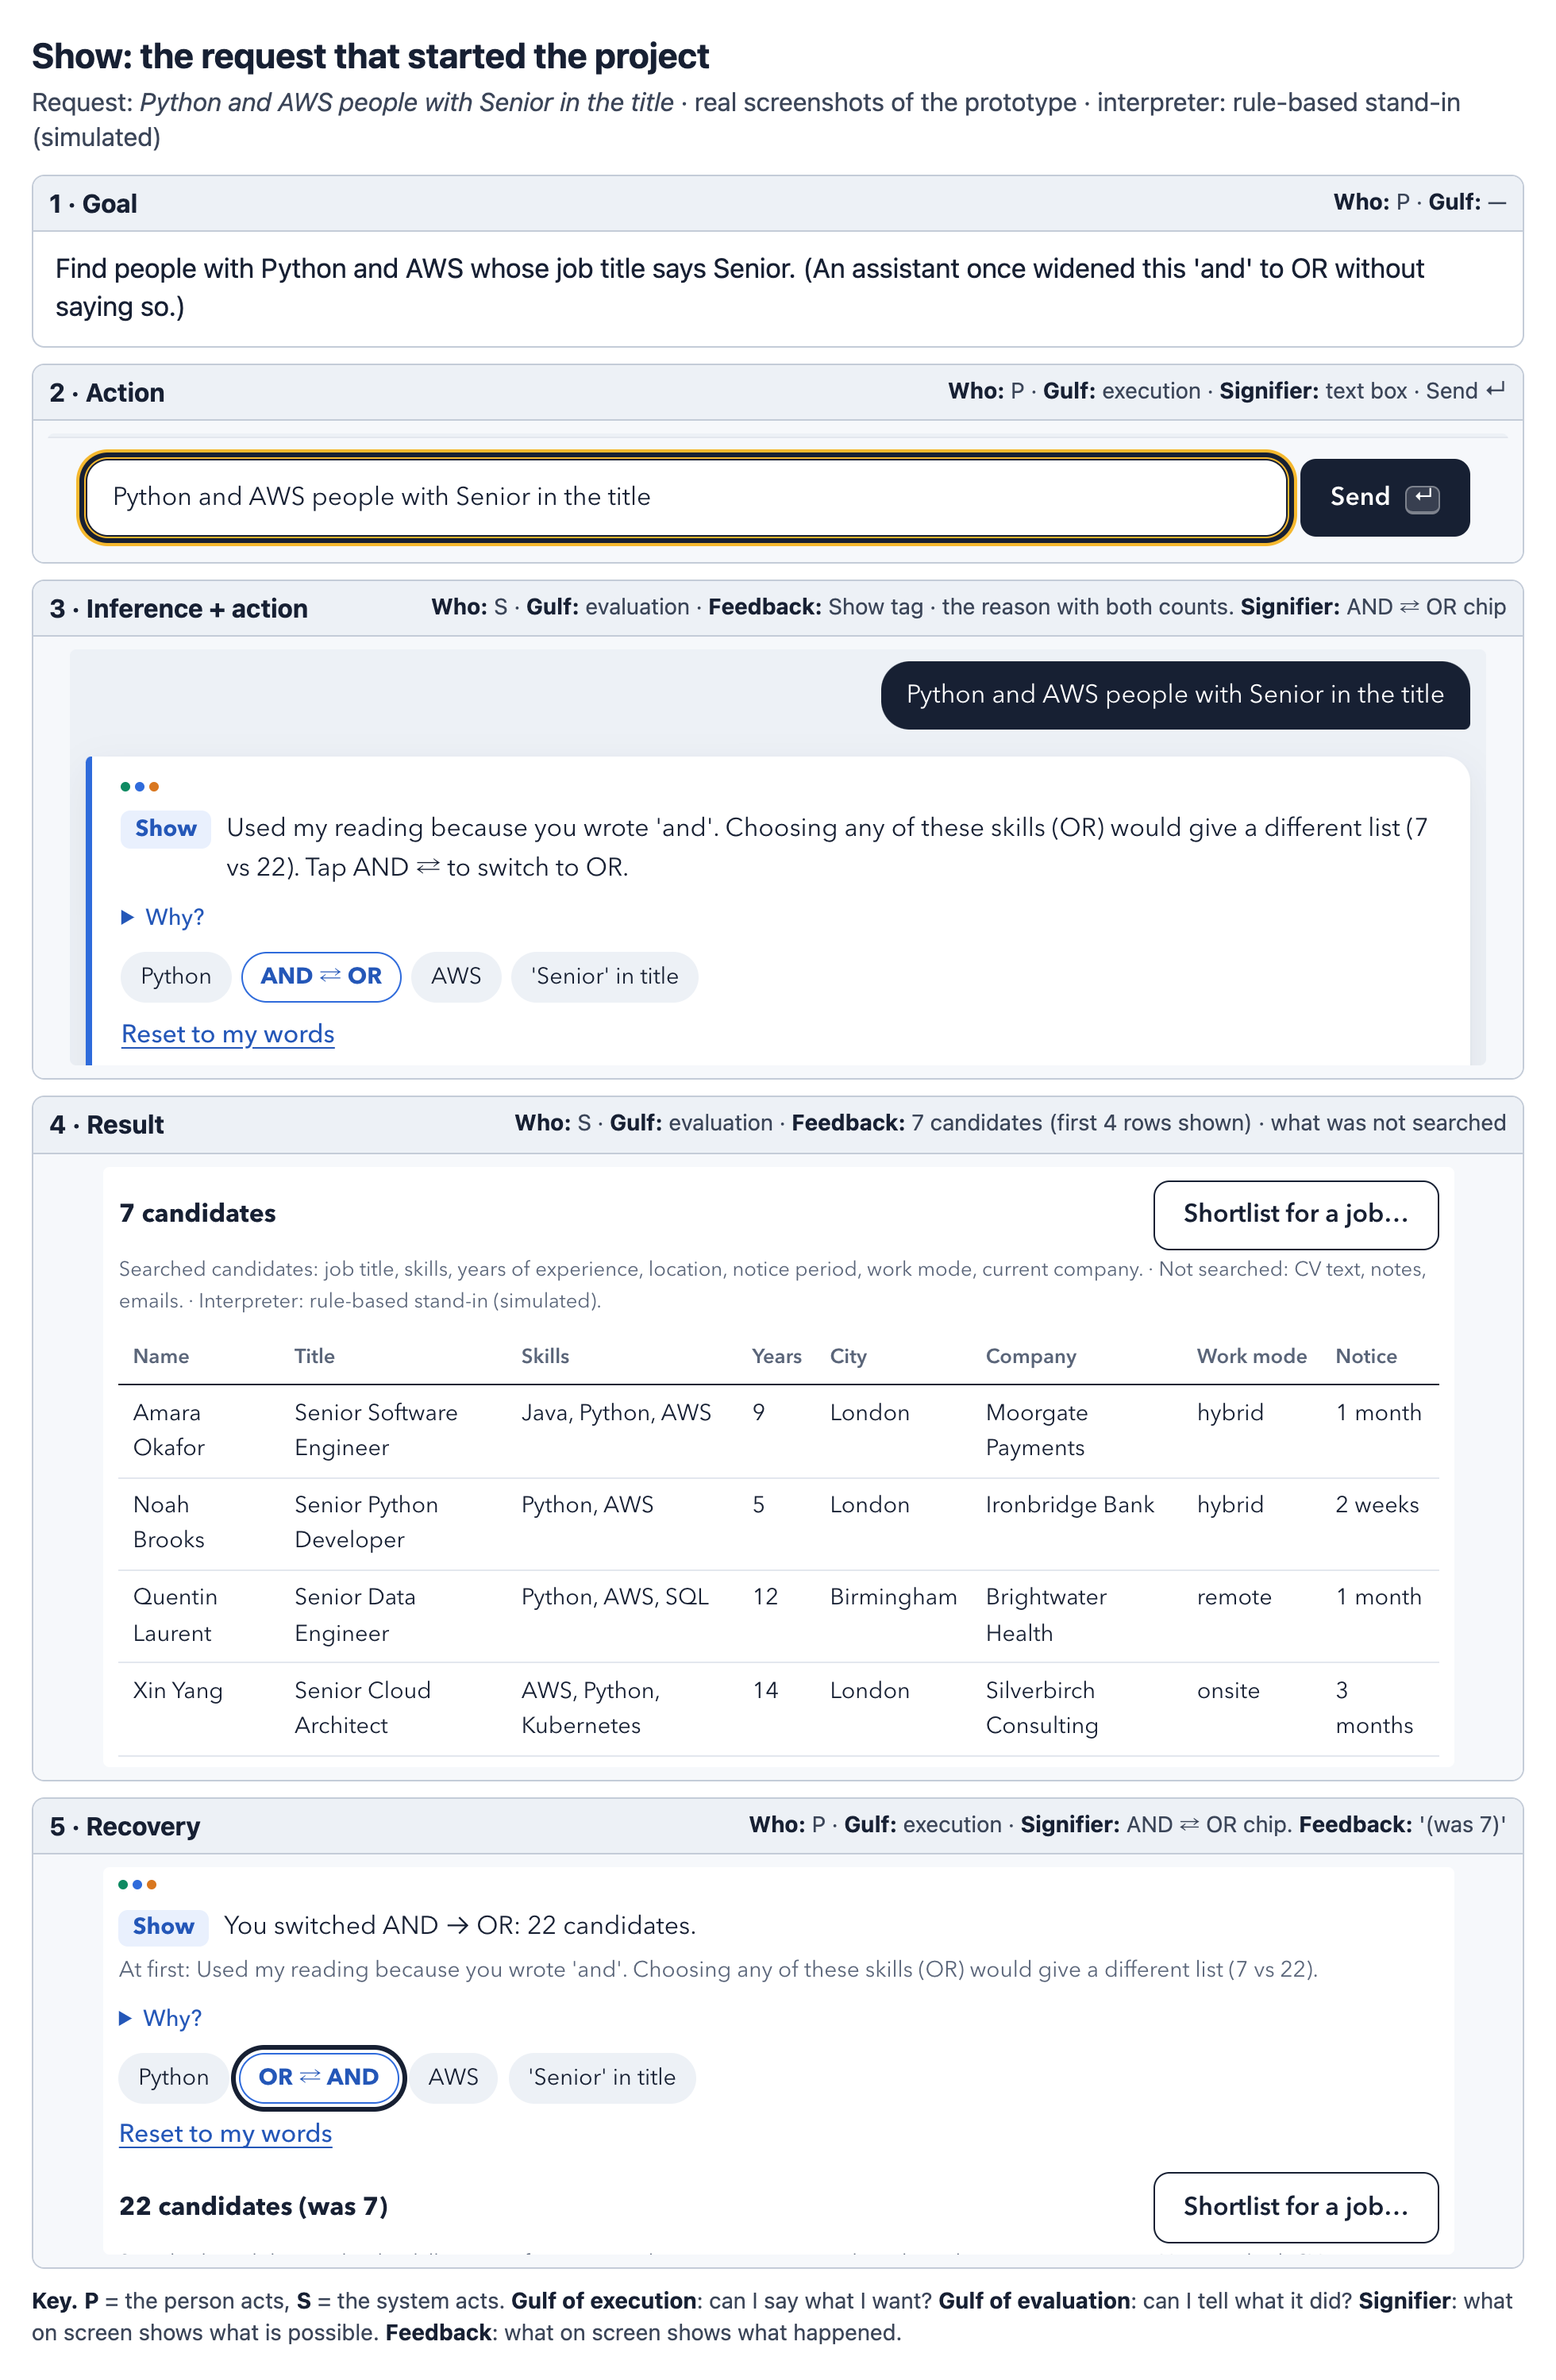 Show: the request that started the project
Request: Python and AWS people with Senior in the title · real screenshots of the prototype · interpreter: rule-based stand-in
(simulated)
1 · Goal
Who: P · Gulf: —
Find people with Python and AWS whose job title says Senior. (An assistant once widened this 'and' to OR without
saying so.)
2 · Action
Who: P · Gulf: execution · Signifier: text box · Send ↵
Python and AWS people with Senior in the title
Send ↵
3 · Inference + action
Who: S · Gulf: evaluation · Feedback: Show tag · the reason with both counts. Signifier: AND ⇄ OR chip
Python and AWS people with Senior in the title
Show Used my reading because you wrote 'and'. Choosing any of these skills (OR) would give a different list (7
vs 22). Tap AND ⇄ to switch to OR.
▶ Why?
Python AND ⇄ OR AWS 'Senior' in title
Reset to my words
4 · Result
Who: S · Gulf: evaluation · Feedback: 7 candidates (first 4 rows shown) · what was not searched
7 candidates
Shortlist for a job...
Searched candidates: job title, skills, years of experience, location, notice period, work mode, current company. · Not searched: CV text, notes,
emails. · Interpreter: rule-based stand-in (simulated).
Name Title Skills Years City Company Work mode Notice
Amara Senior Software Java, Python, AWS 9 London Moorgate hybrid 1 month
Okafor Engineer Payments
Noah Senior Python Python, AWS 5 London Ironbridge Bank hybrid 2 weeks
Brooks Developer
Quentin Senior Data Python, AWS, SQL 12 Birmingham Brightwater remote 1 month
Laurent Engineer Health
Xin Yang Senior Cloud AWS, Python, 14 London Silverbirch onsite 3
Architect Kubernetes Consulting months
5 · Recovery
Who: P · Gulf: execution · Signifier: AND ⇄ OR chip. Feedback: '(was 7)'
Show You switched AND → OR: 22 candidates.
At first: Used my reading because you wrote 'and'. Choosing any of these skills (OR) would give a different list (7 vs 22).
▶ Why?
Python OR ⇄ AND AWS 'Senior' in title
Reset to my words
22 candidates (was 7)
Shortlist for a job...
Key. P = the person acts, S = the system acts. Gulf of execution: can I say what I want? Gulf of evaluation: can I tell what it did? Signifier: what
on screen shows what is possible. Feedback: what on screen shows what happened.